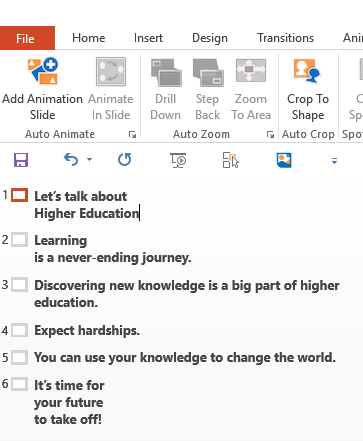 File Home Insert Design Transitions Ani
Add Animation Slide
Animate In Slide
Drill Down
Step Back
Zoom To Area
Crop To Shape
Auto Animate Auto Zoom Auto Crop Spot
1 Let's talk about
Higher Education
2 Learning
is a never-ending journey.
3 Discovering new knowledge is a big part of higher
education.
4 Expect hardships.
5 You can use your knowledge to change the world.
6 It's time for
your future
to take off!